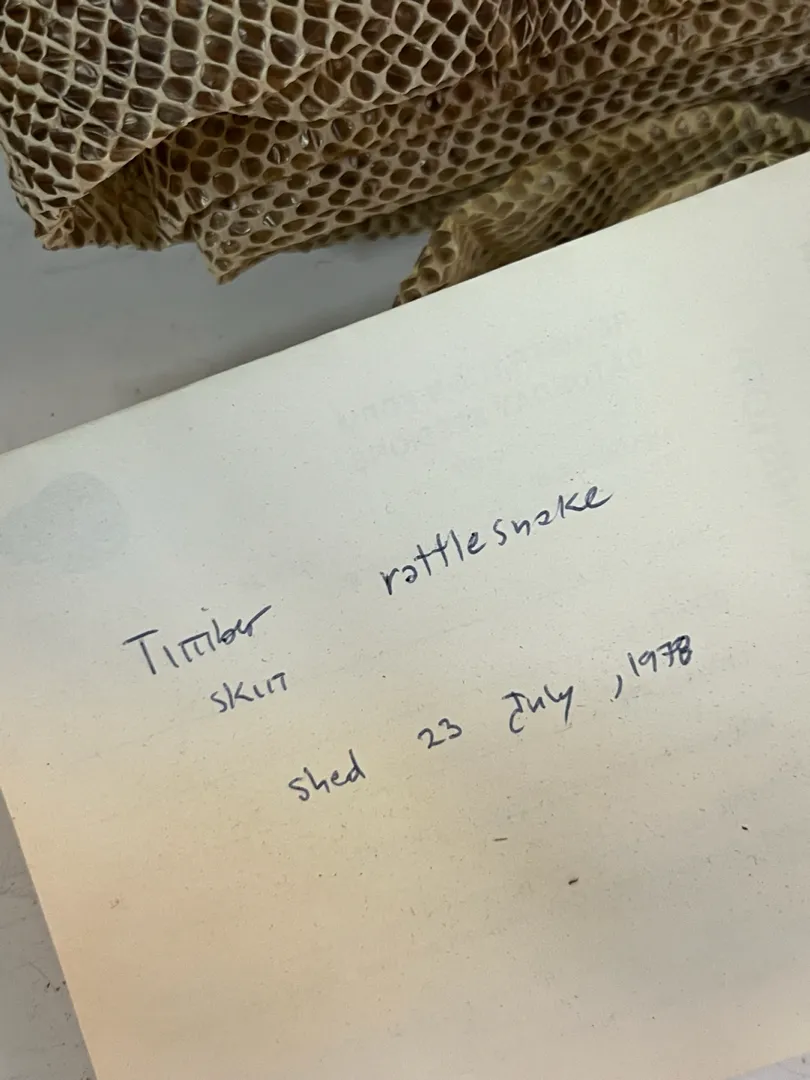 Timber rattlesnake
skin
shed 23 July, 1978